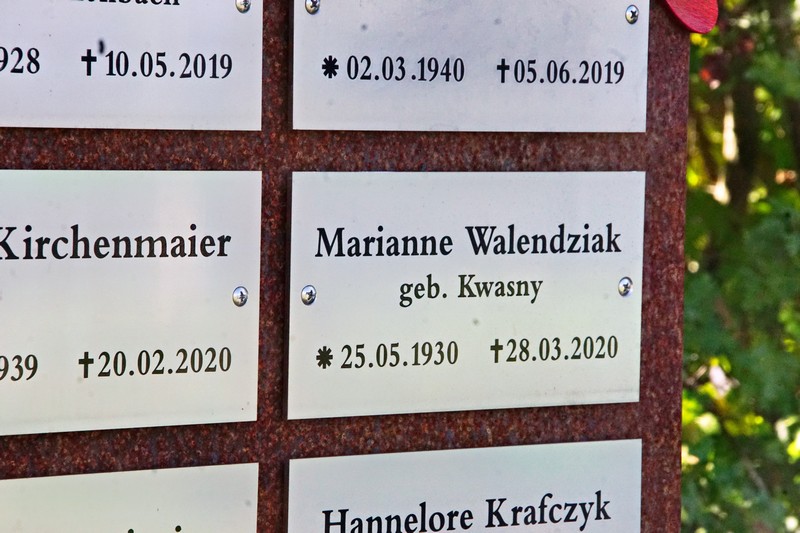 928 †10.05.2019
* 02.03.1940 †05.06.2019
Kirchenmaier
939 †20.02.2020
Marianne Walendziak
geb. Kwasny
* 25.05.1930 †28.03.2020
Hannelore Krafczyk